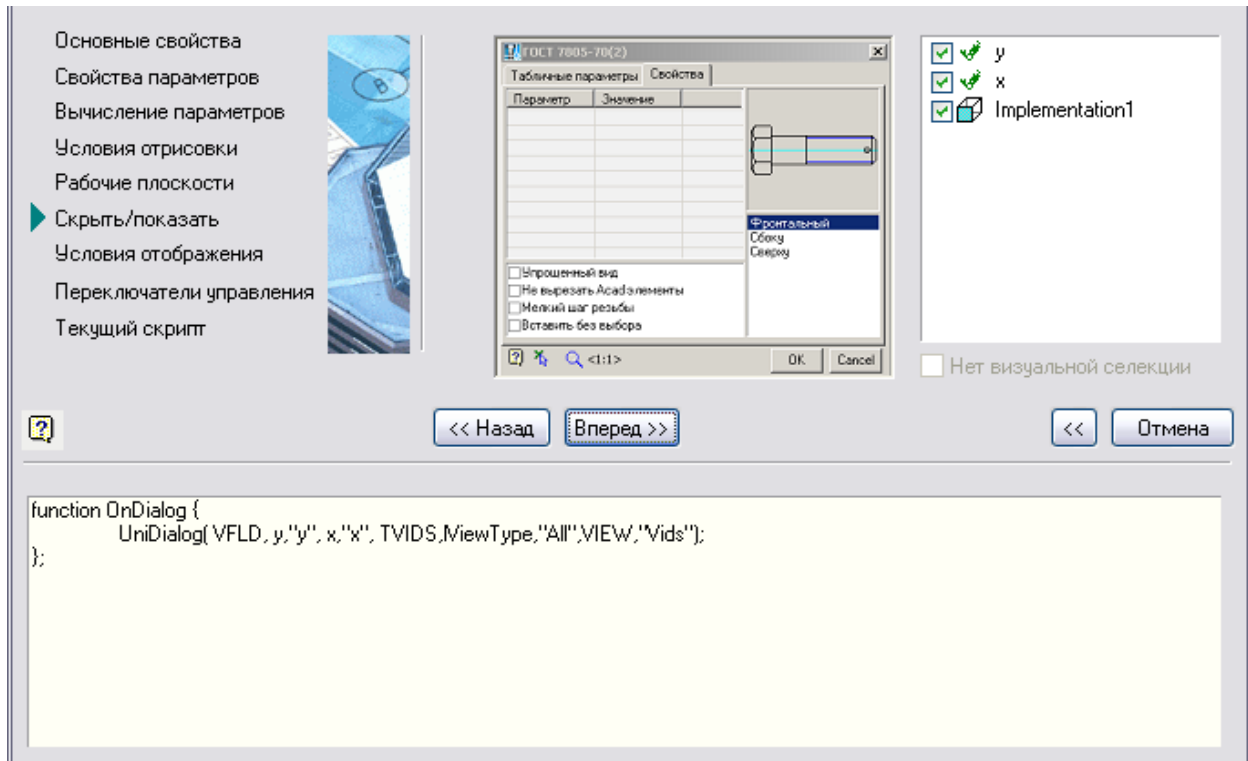 Основные свойства
Свойства параметров
Вычисление параметров
Условия отрисовки
Рабочие плоскости
Скрыть/показать
Условия отображения
Переключатели управления
Текущий скрипт
ГОСТ 7805-70(2)
Табличные параметры Свойства
Параметр Значение
Фронтальный
Сбоку
Сверху
Упрошенный вид
Не вырезать Acad элементы
Мелкий шаг резьбы
Вставить без выбора
<1:1> OK Cancel
y
x
Implementation1
Нет визуальной селекции
<< Назад Вперед >> << Отмена
function OnDialog {
UniDialog( VFLD, y,"y", x,"x", TVIDS,MiewType,"All",VIEW,"Vids");
};